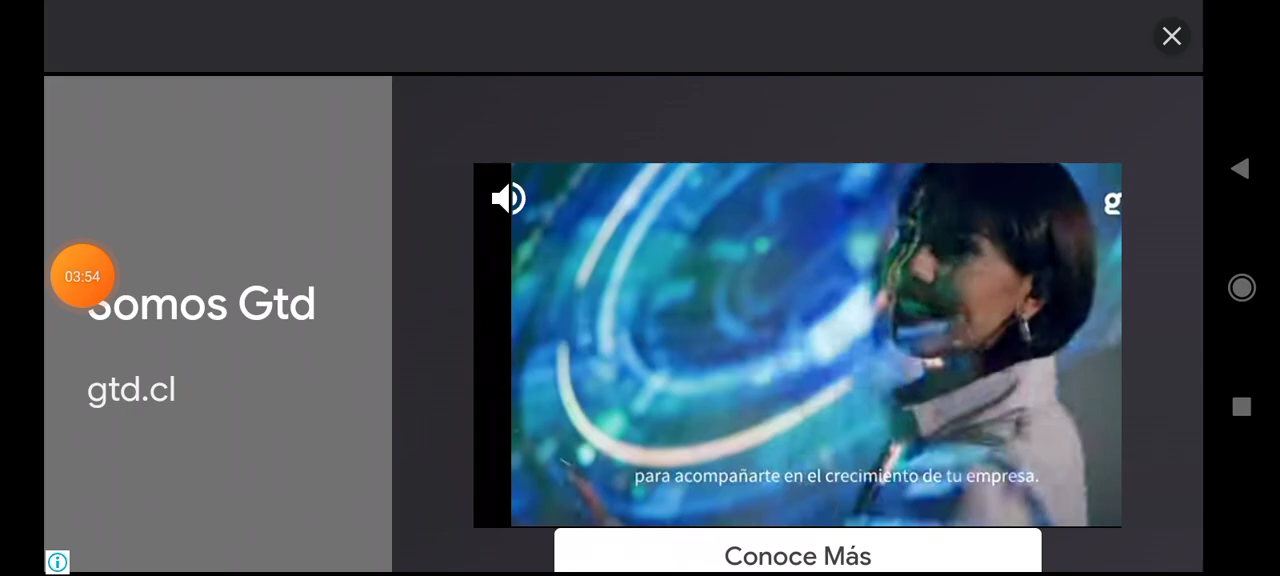 03:54
Somos Gtd
gtd.cl
g
para acompañarte en el crecimiento de tu empresa.
Conoce Más